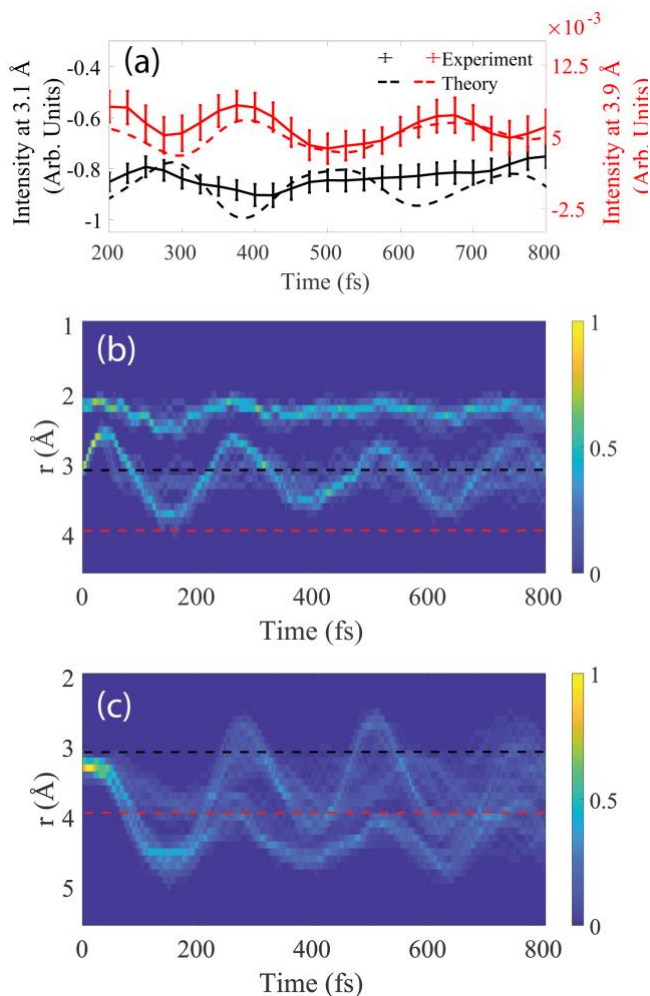 ×10⁻³
(a)
Experiment
Theory
Intensity at 3.1 Å
(Arb. Units)
-0.4
-0.6
-0.8
-1
12.5
5
-2.5
Intensity at 3.9 Å
(Arb. Units)
200 300 400 500 600 700 800
Time (fs)
(b)
r (Å)
1
2
3
4
1
0.5
0
0 200 400 600 800
Time (fs)
(c)
r (Å)
2
3
4
5
1
0.5
0
0 200 400 600 800
Time (fs)